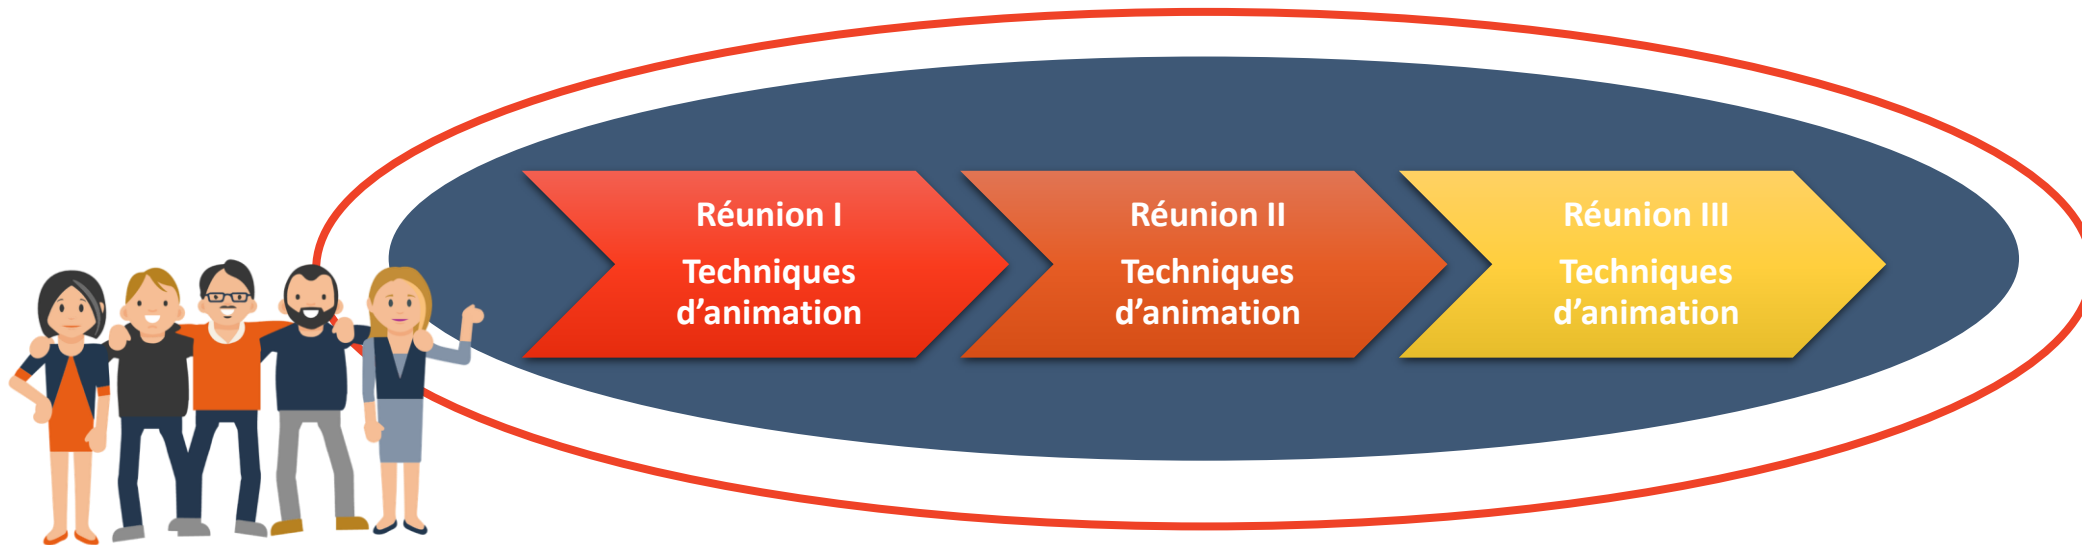 Réunion I
Techniques
d’animation
Réunion II
Techniques
d’animation
Réunion III
Techniques
d’animation